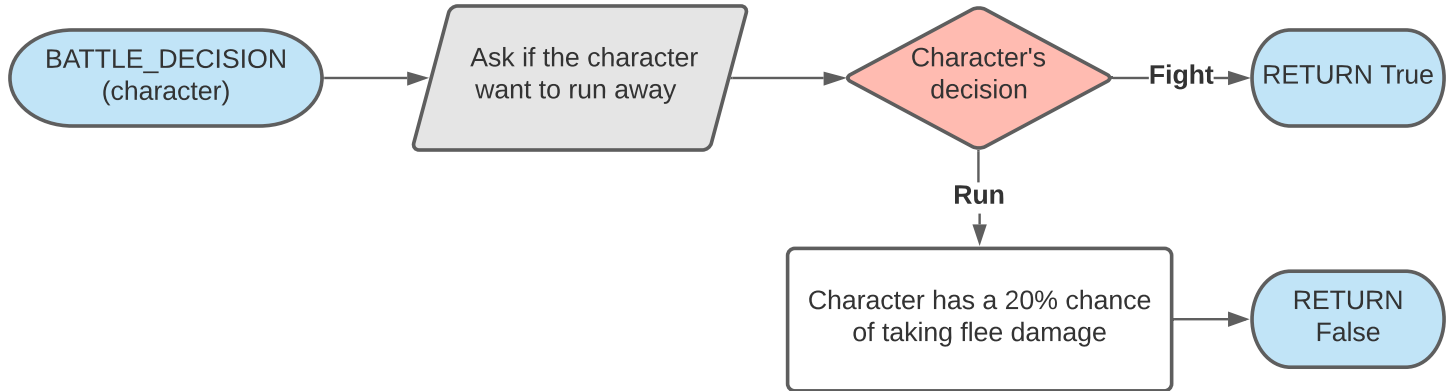 BATTLE_DECISION
(character)
Ask if the character
want to run away
Character's
decision
Fight
RETURN True
Run
Character has a 20% chance
of taking flee damage
RETURN
False